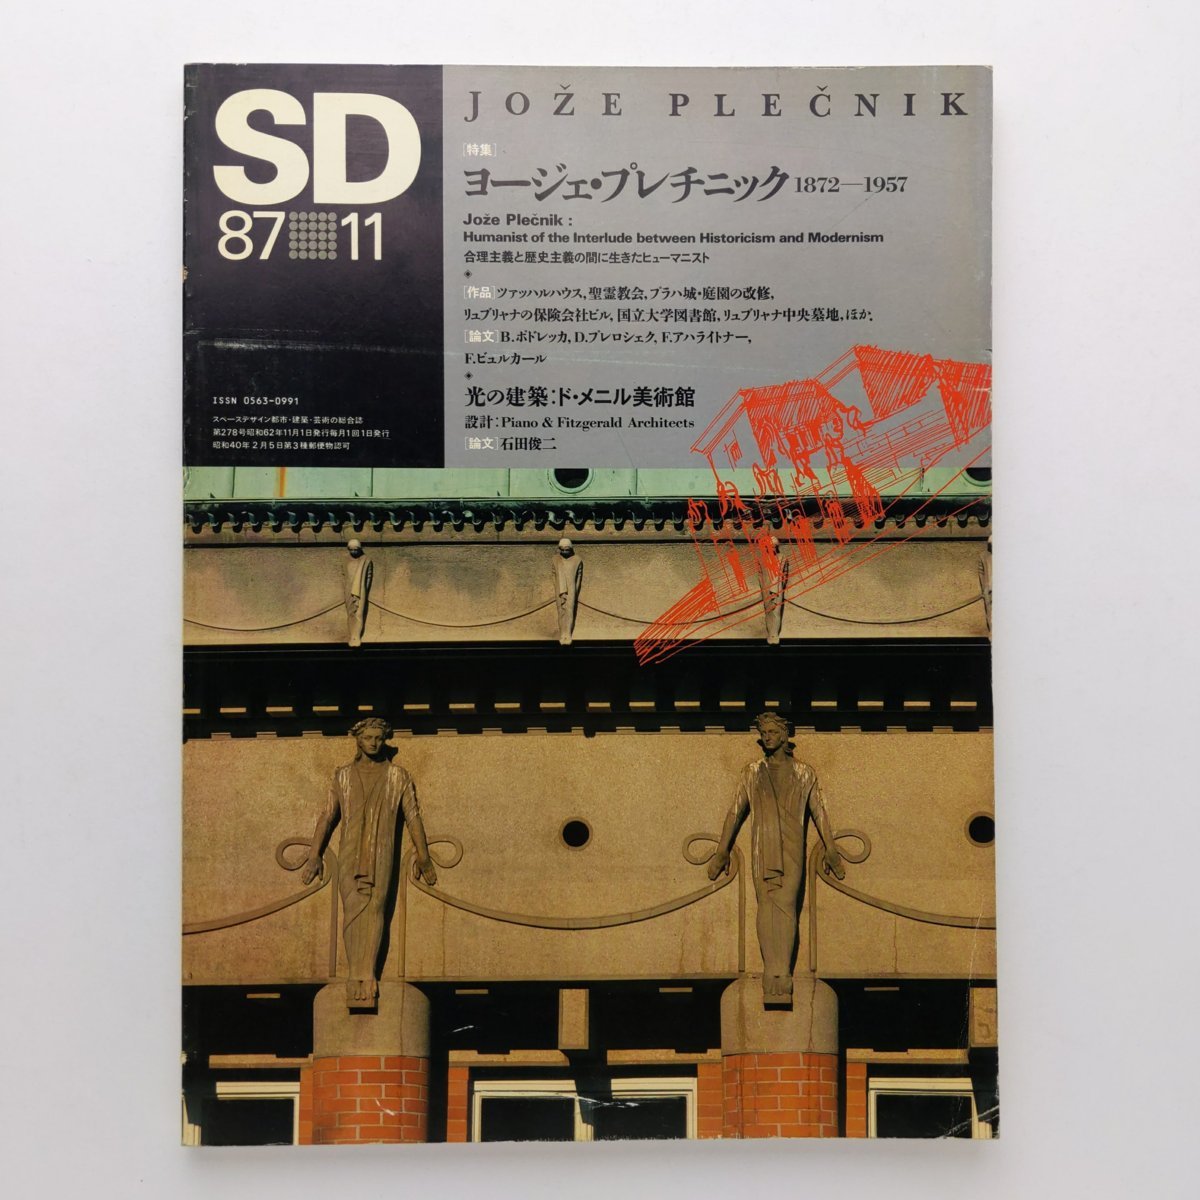 SD
87 11
ISSN 0563-0991
スペースデザイン都市・建築・芸術の総合誌
第278号昭和62年11月1日発行毎月1回1日発行
昭和40年2月5日第3種郵便物認可
JOŽE PLEČNIK
[特集]
ヨージェ・プレチニック 1872—1957
Jože Plečnik :
Humanist of the Interlude between Historicism and Modernism
合理主義と歴史主義の間に生きたヒューマニスト
[作品]ツァッハルハウス,聖霊教会,プラハ城・庭園の改修,
リュブリャナの保険会社ビル,国立大学図書館,リュブリャナ中央墓地,ほか.
[論文]B.ポドレッカ,D.プレロシェク,F.アハライトナー,
F.ビュルカール
光の建築:ド・メニル美術館
設計:Piano & Fitzgerald Architects
[論文]石田俊二